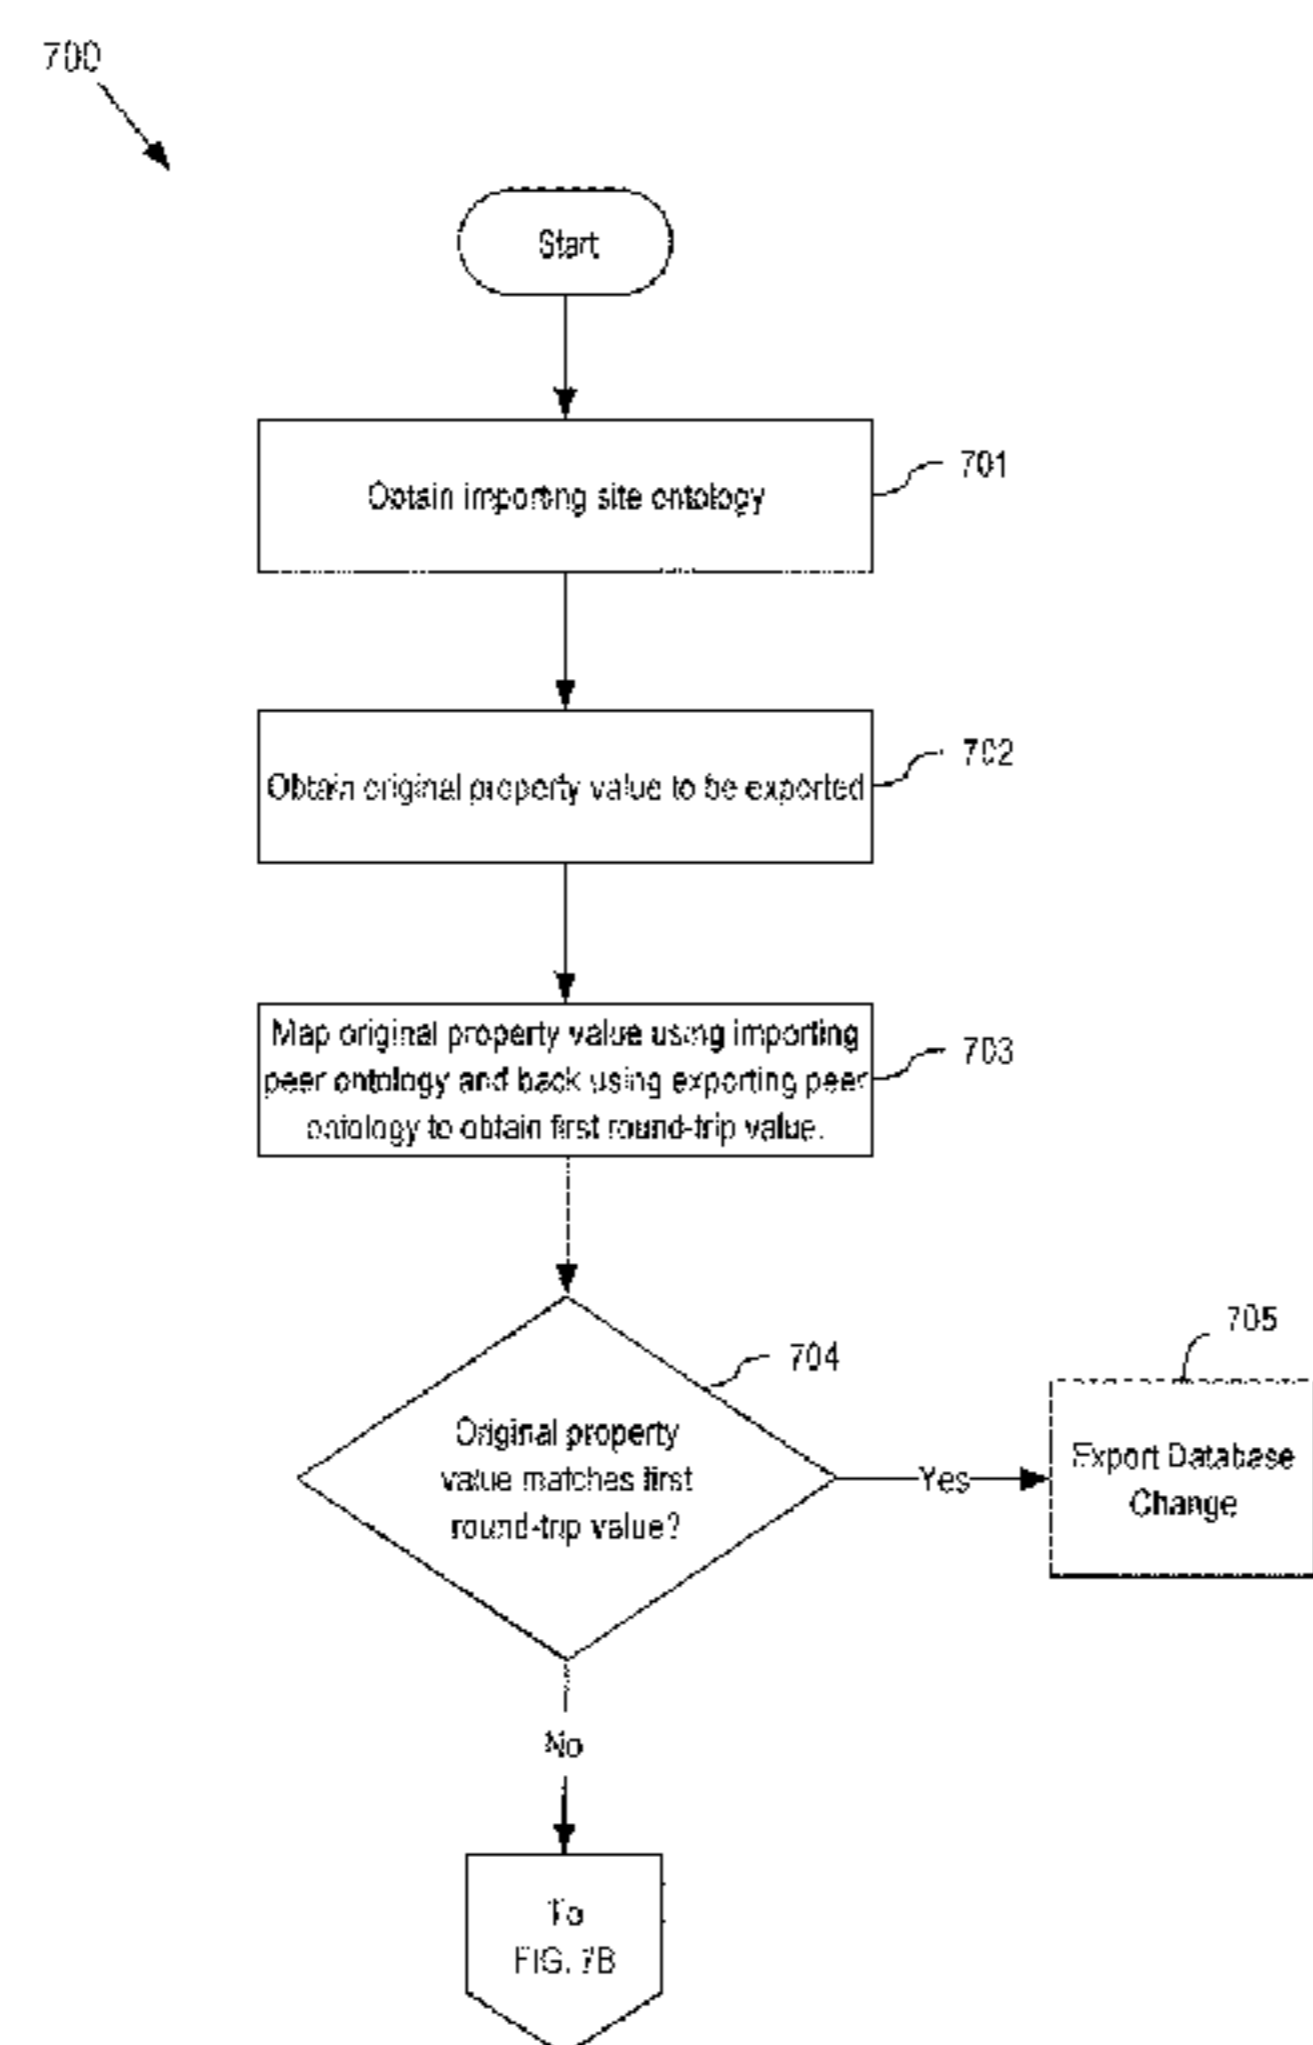 700
Start
Obtain importing site ontology
701
Obtain original property value to be exported
702
Map original property value using importing
peer ontology and back using exporting peer
ontology to obtain first round-trip value.
703
704
Original property
value matches first
round-trip value?
Yes
705
Export Database
Change
No
To
FIG. 7B